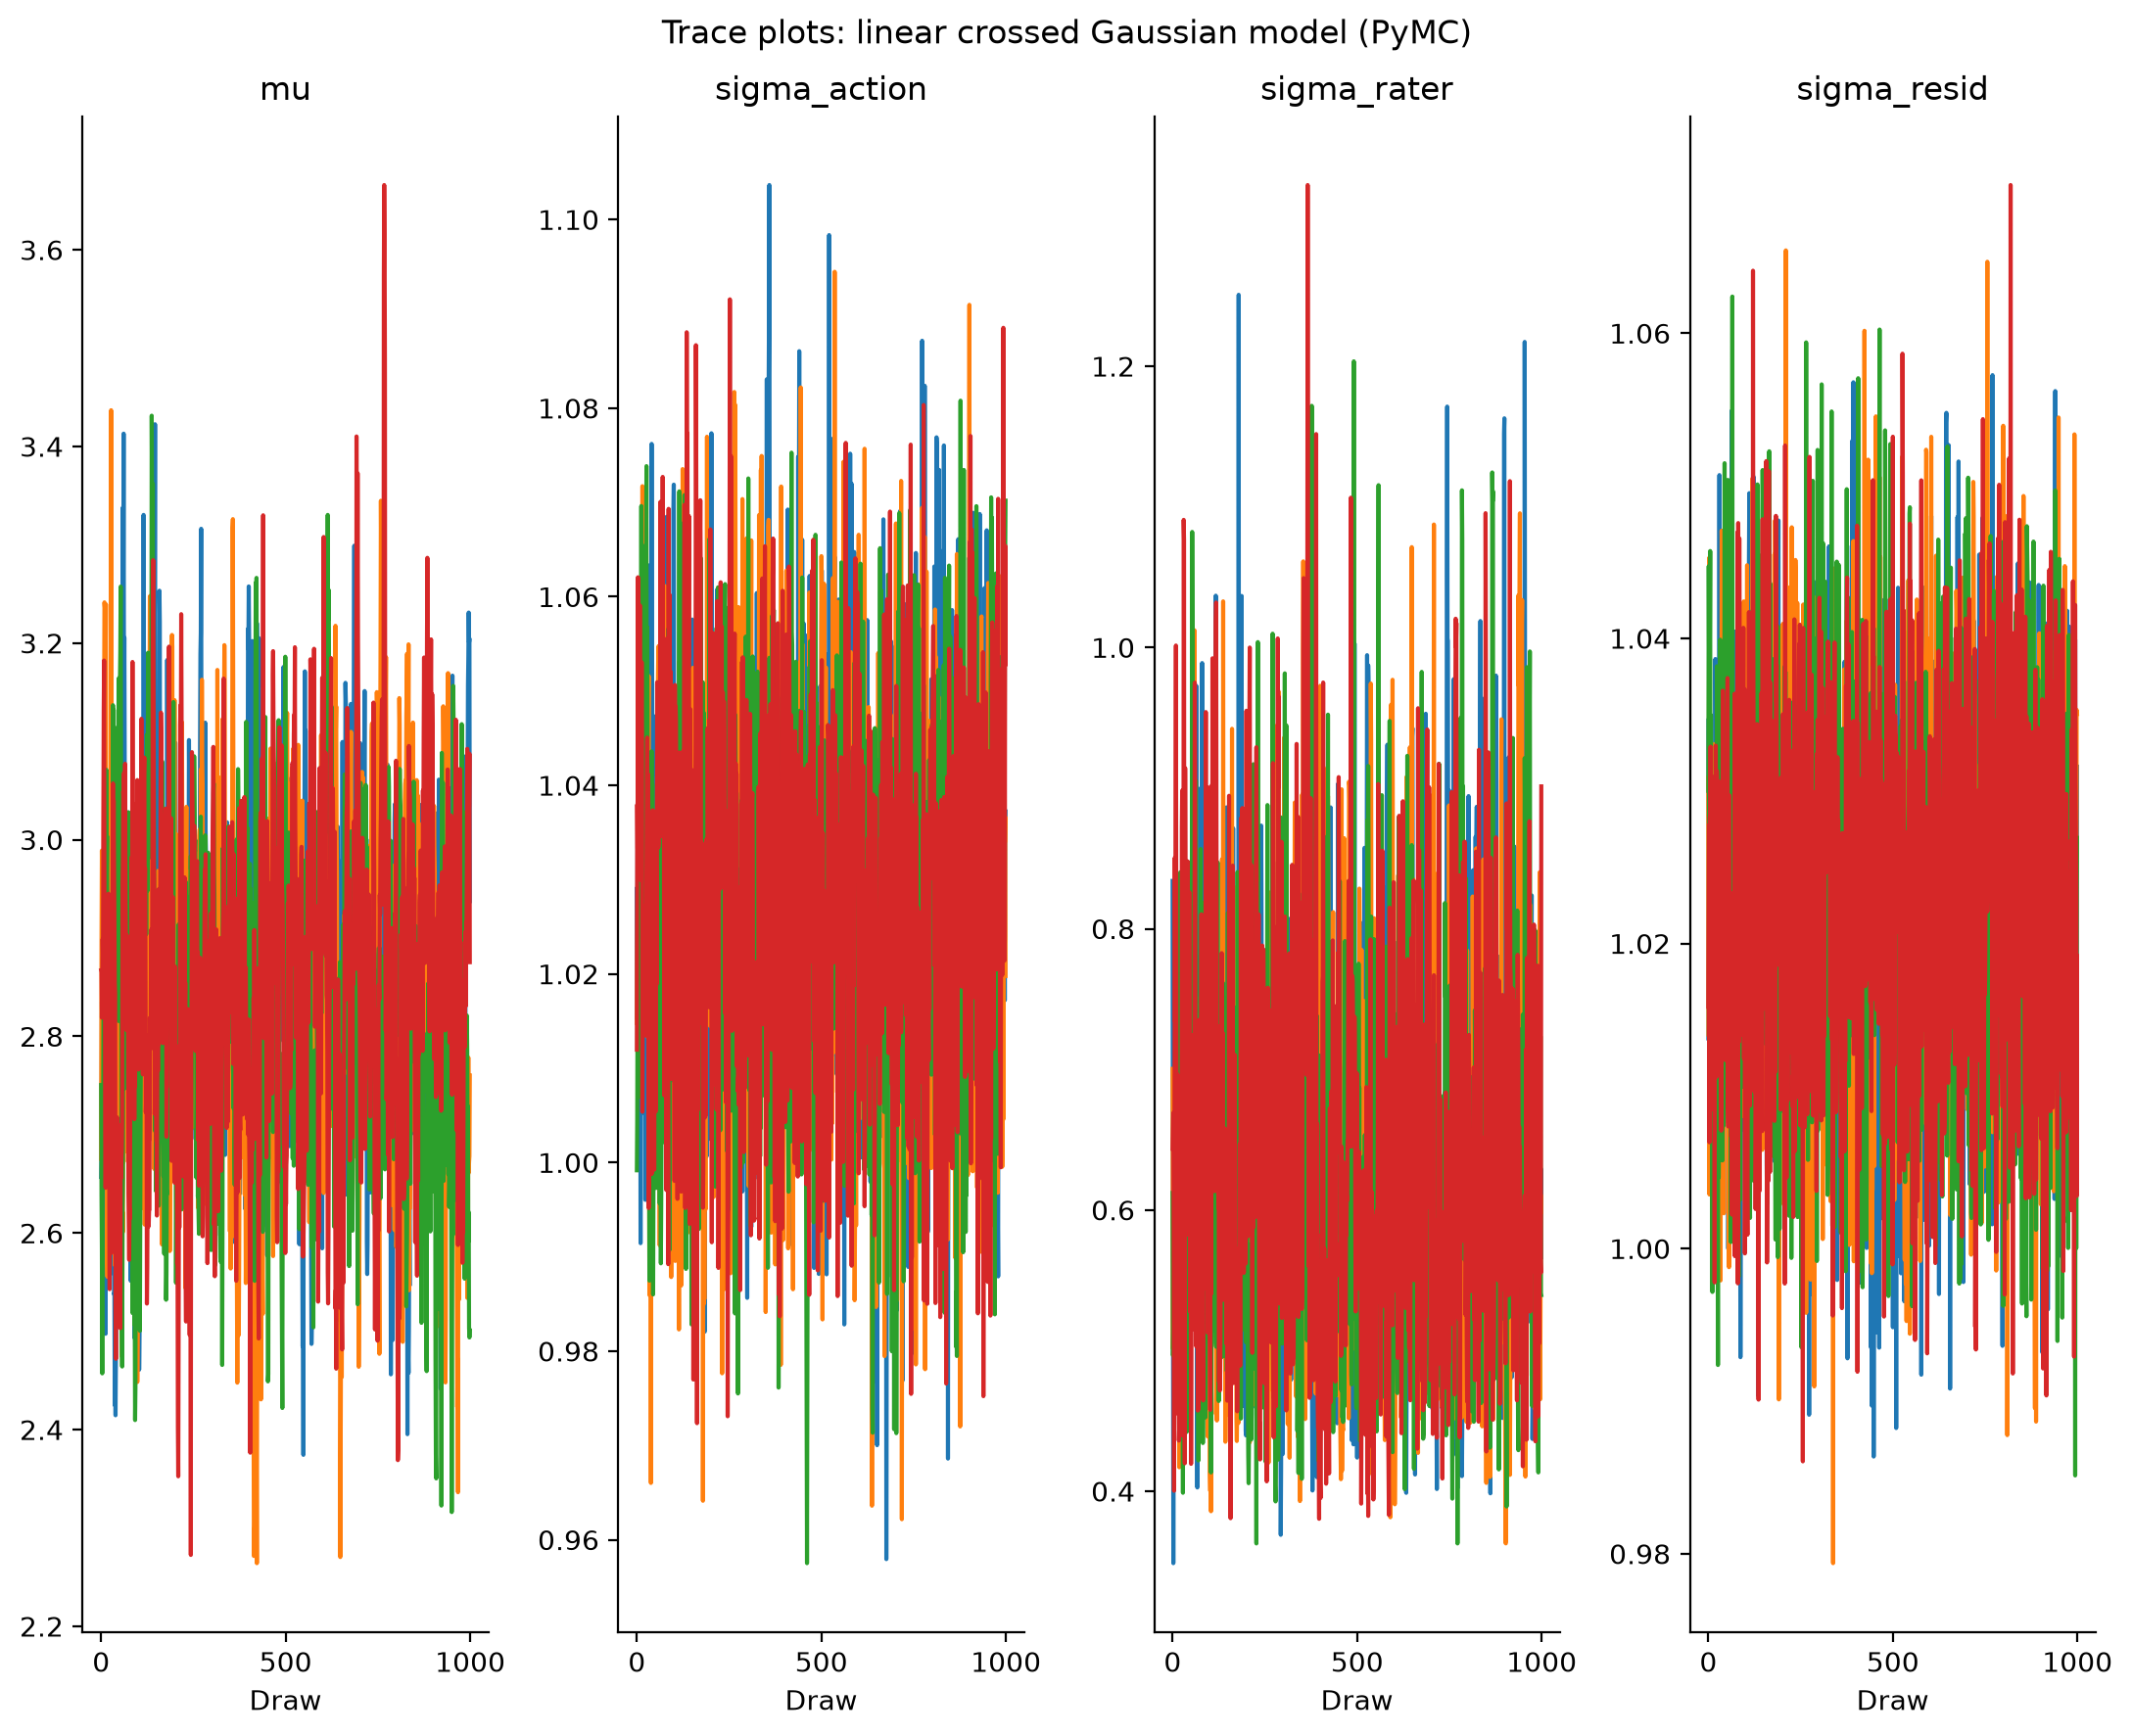 Trace plots: linear crossed Gaussian model (PyMC)
mu
sigma_action
sigma_rater
sigma_resid
3.6
3.4
3.2
3.0
2.8
2.6
2.4
2.2
0 500 1000
Draw
1.10
1.08
1.06
1.04
1.02
1.00
0.98
0.96
0 500 1000
Draw
1.2
1.0
0.8
0.6
0.4
0 500 1000
Draw
1.06
1.04
1.02
1.00
0.98
0 500 1000
Draw